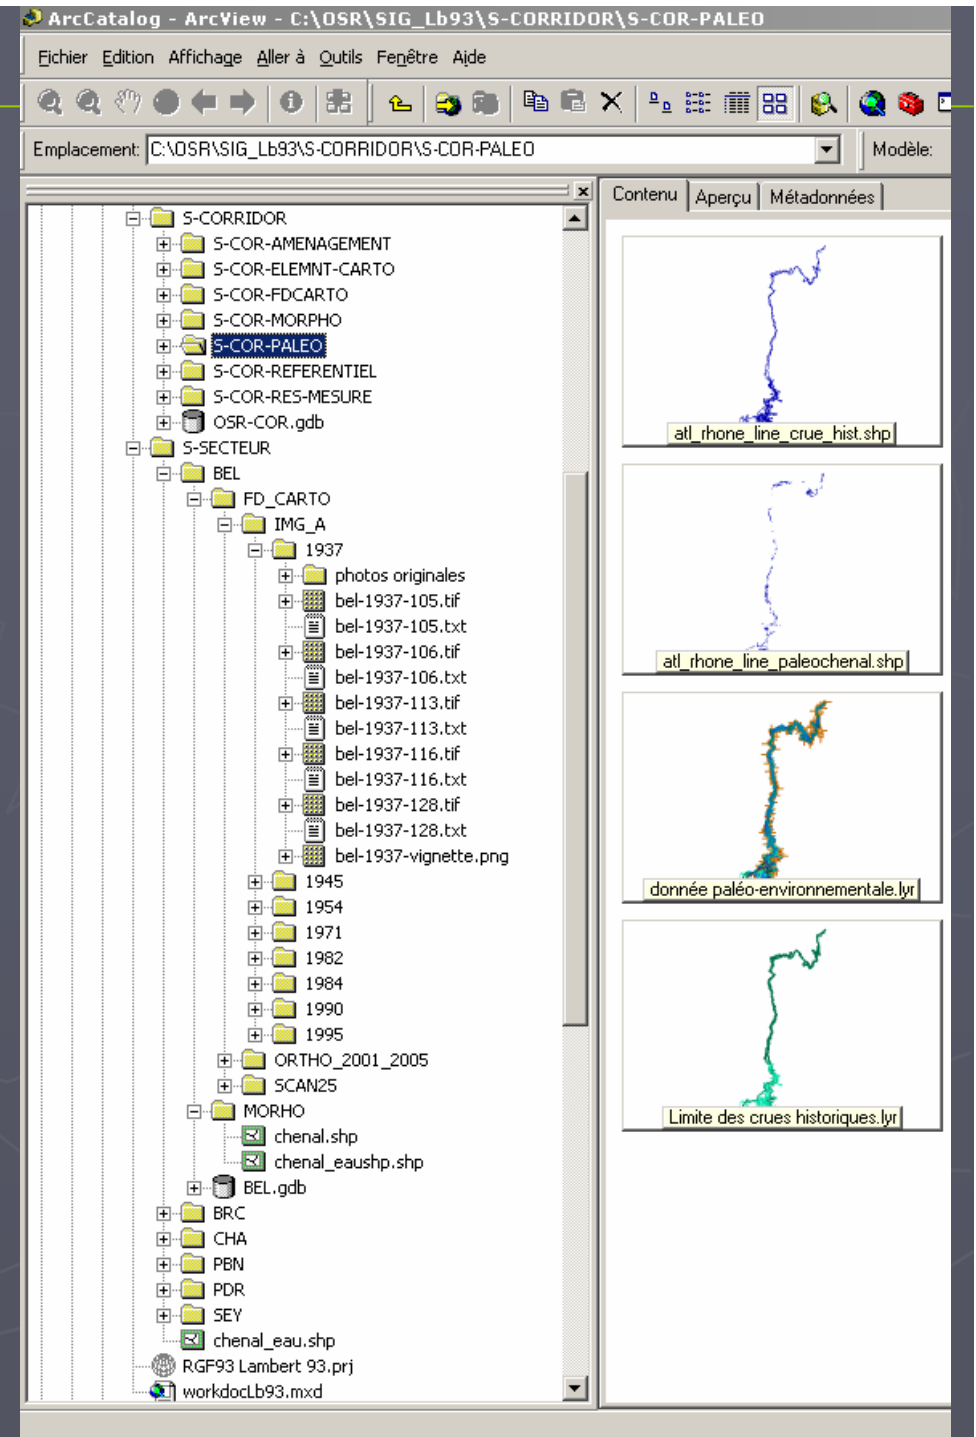 ArcCatalog - ArcView - C:\OSR\SIG_Lb93\S-CORRIDOR\S-COR-PALEO
Fichier Edition Affichage Aller à Outils Fenêtre Aide
Emplacement: C:\OSR\SIG_Lb93\S-CORRIDOR\S-COR-PALEO Modèle:
S-CORRIDOR
S-COR-AMENAGEMENT
S-COR-ELEMNT-CARTO
S-COR-FDCARTO
S-COR-MORPHO
S-COR-PALEO
S-COR-REFERENTIEL
S-COR-RES-MESURE
OSR-COR.gdb
S-SECTEUR
BEL
FD_CARTO
IMG_A
1937
photos originales
bel-1937-105.tif
bel-1937-105.txt
bel-1937-106.tif
bel-1937-106.txt
bel-1937-113.tif
bel-1937-113.txt
bel-1937-116.tif
bel-1937-116.txt
bel-1937-128.tif
bel-1937-128.txt
bel-1937-vignette.png
1945
1954
1971
1982
1984
1990
1995
ORTHO_2001_2005
SCAN25
MORHO
chenal.shp
chenal_eaushp.shp
BEL.gdb
BRC
CHA
PBN
PDR
SEY
chenal_eau.shp
RGF93 Lambert 93.prj
workdocLb93.mxd
Contenu Aperçu Métadonnées
atl_rhone_line_crue_hist.shp
atl_rhone_line_paleochenal.shp
donnée paléo-environnementale.lyr
Limite des crues historiques.lyr